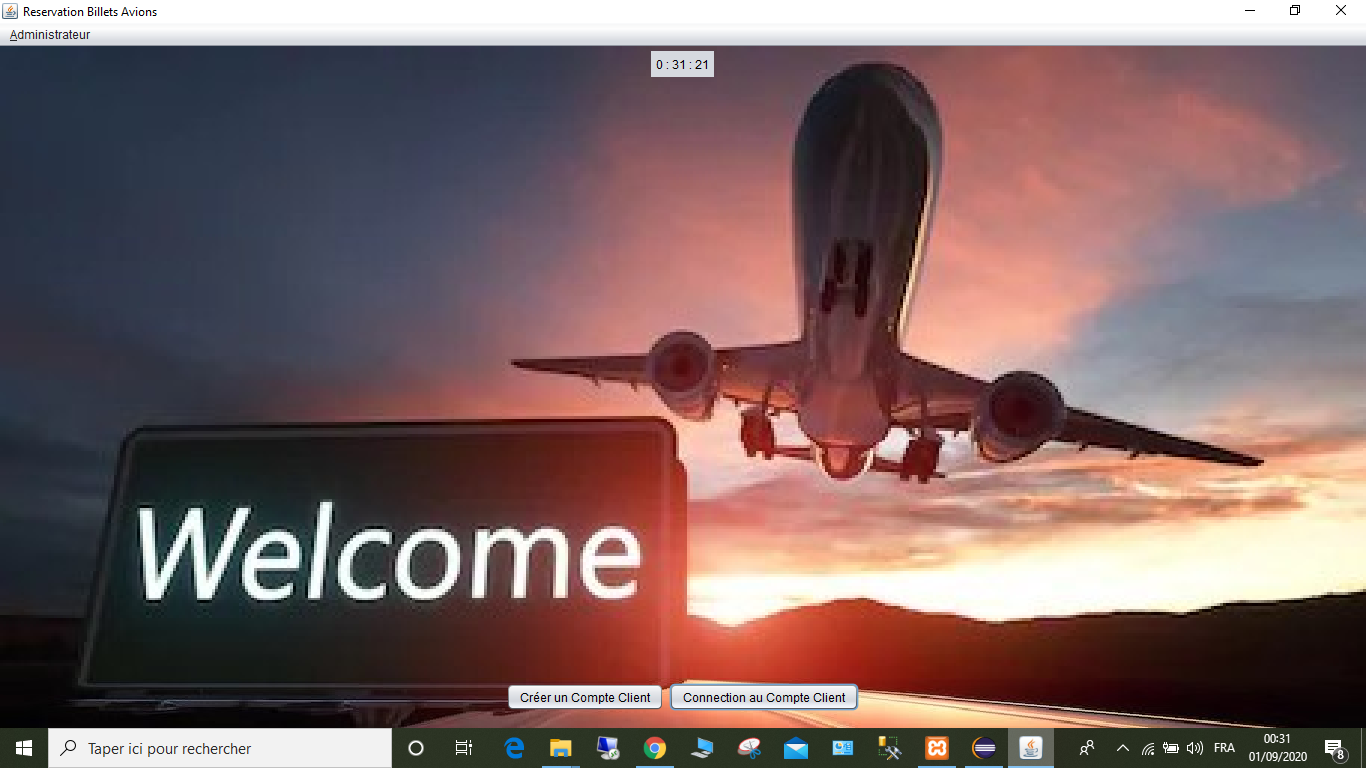 Reservation Billets Avions
Administrateur
0 : 31 : 21
Welcome
Créer un Compte Client
Connection au Compte Client
Taper ici pour rechercher
FRA
00:31
01/09/2020
8